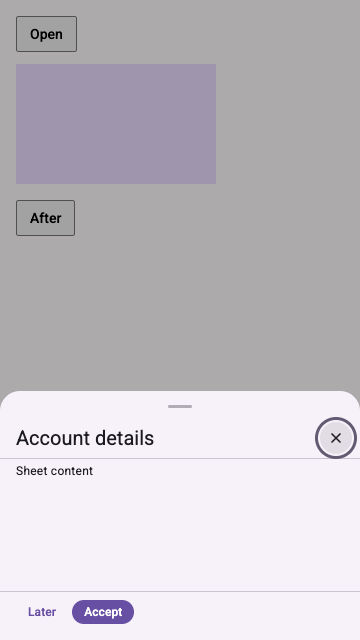 Open
After
Account details
Sheet content
Later
Accept